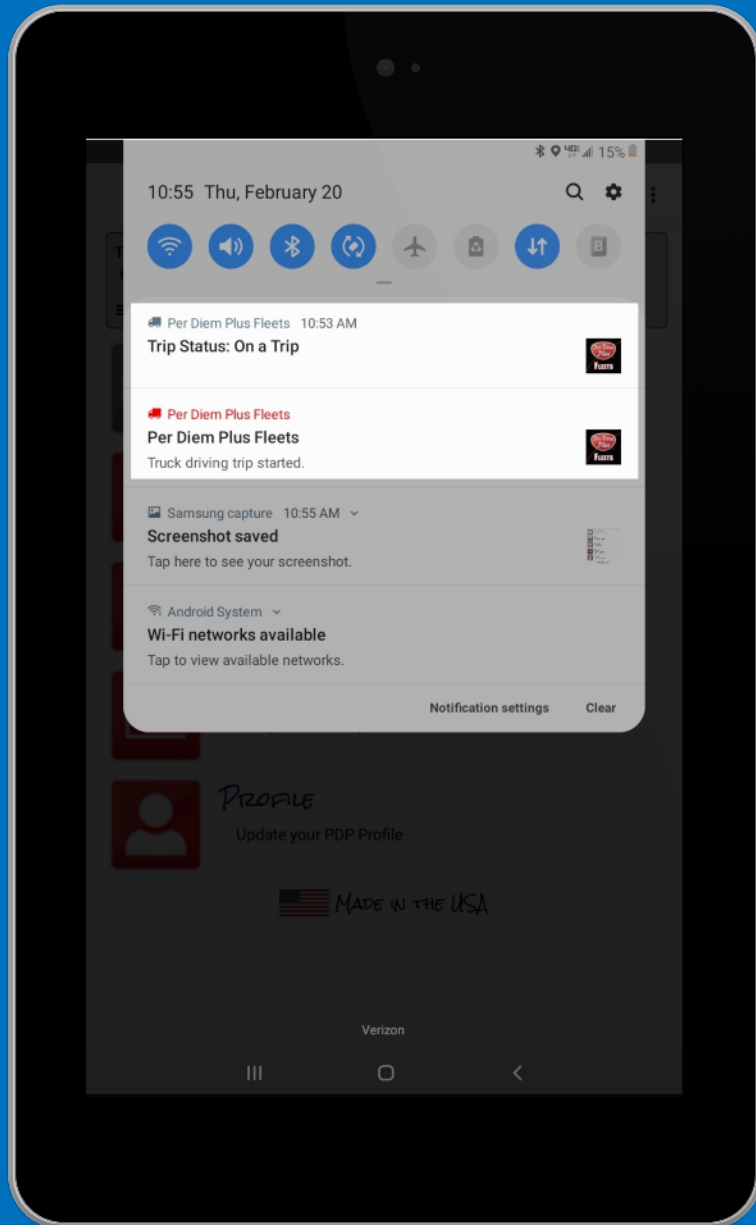 4GE 15%
10:55 Thu, February 20
B
Per Diem Plus Fleets 10:53 AM
Trip Status: On a Trip
FLEETS
Per Diem Plus Fleets
Per Diem Plus Fleets
Truck driving trip started.
FLEETS
Samsung capture 10:55 AM
Screenshot saved
Tap here to see your screenshot.
Android System
Wi-Fi networks available
Tap to view available networks.
Notification settings Clear
PROFILE
Update your PDP Profile
MADE IN THE USA
Verizon